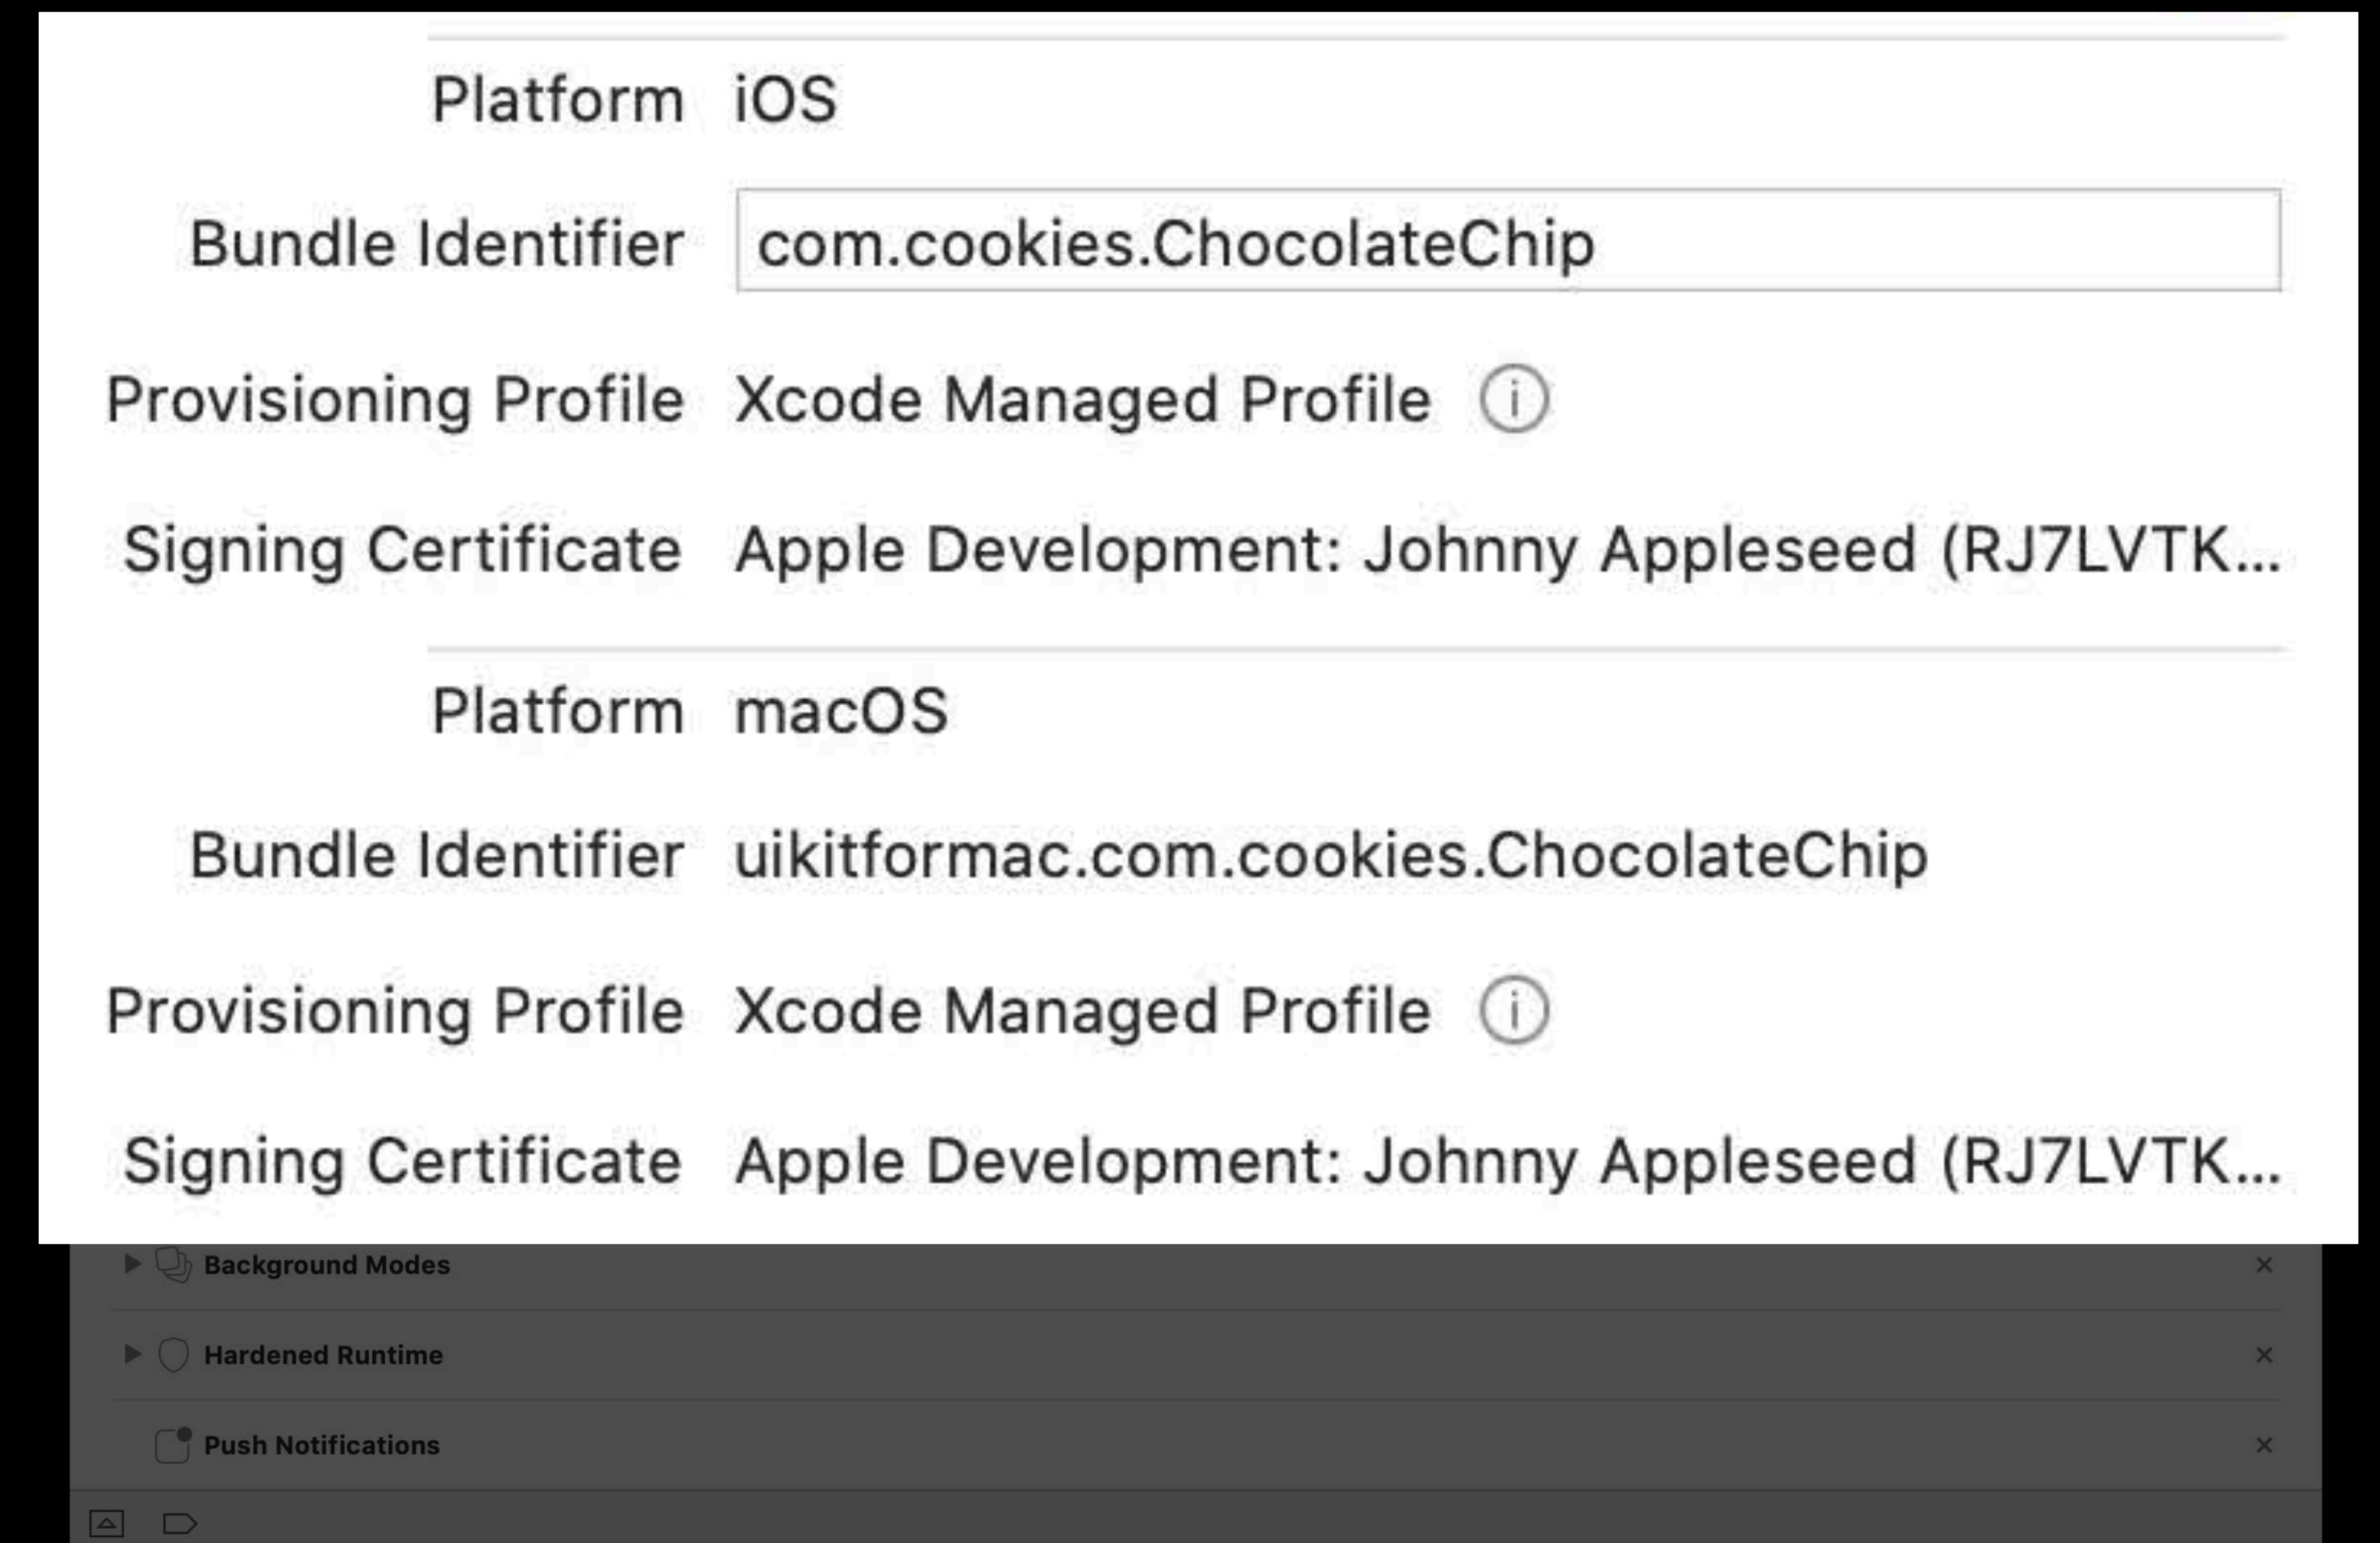 Platform iOS
Bundle Identifier com.cookies.ChocolateChip
Provisioning Profile Xcode Managed Profile
Signing Certificate Apple Development: Johnny Appleseed (RJ7LVTK...
Platform macOS
Bundle Identifier uikitformac.com.cookies.ChocolateChip
Provisioning Profile Xcode Managed Profile
Signing Certificate Apple Development: Johnny Appleseed (RJ7LVTK...
Background Modes
Hardened Runtime
Push Notifications